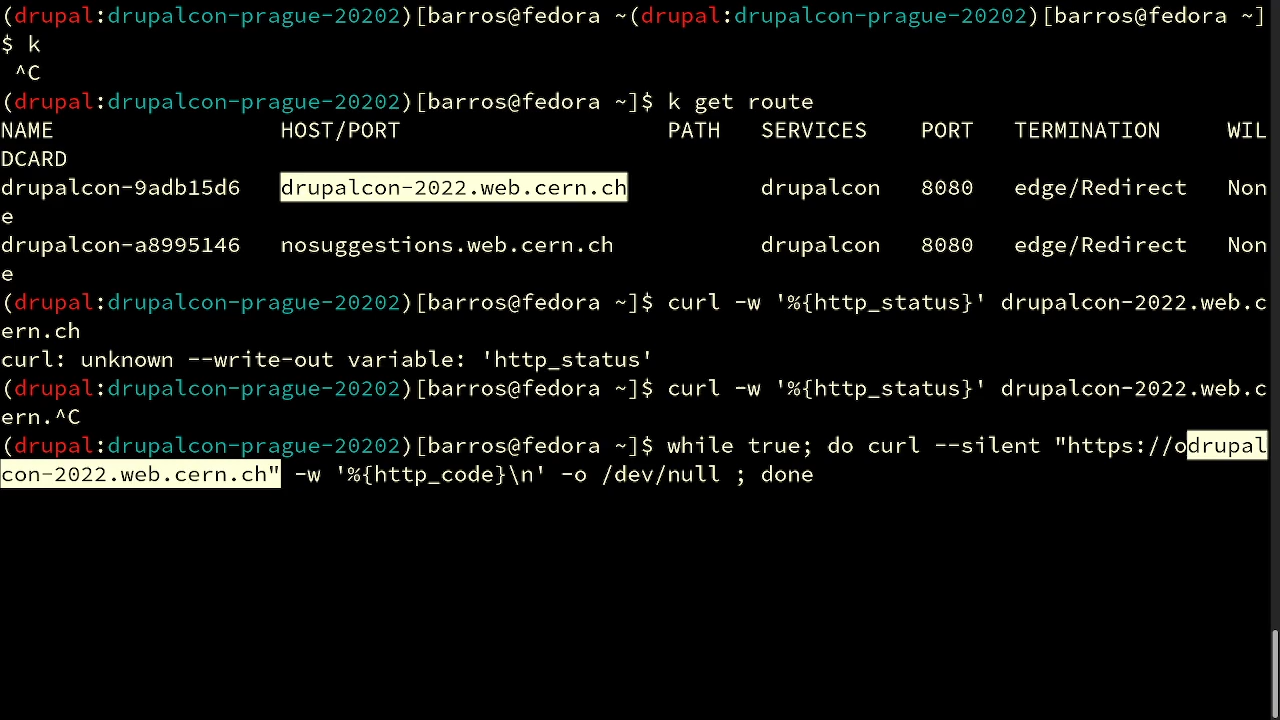 (drupal:drupalcon-prague-20202)[barros@fedora ~(drupal:drupalcon-prague-20202)[barros@fedora ~]
$ k
^C
(drupal:drupalcon-prague-20202)[barros@fedora ~]$ k get route
NAME HOST/PORT PATH SERVICES PORT TERMINATION WIL
DCARD
drupalcon-9adb15d6 drupalcon-2022.web.cern.ch drupalcon 8080 edge/Redirect Non
e
drupalcon-a8995146 nosuggestions.web.cern.ch drupalcon 8080 edge/Redirect Non
e
(drupal:drupalcon-prague-20202)[barros@fedora ~]$ curl -w '%{http_status}' drupalcon-2022.web.c
ern.ch
curl: unknown --write-out variable: 'http_status'
(drupal:drupalcon-prague-20202)[barros@fedora ~]$ curl -w '%{http_status}' drupalcon-2022.web.c
ern.^C
(drupal:drupalcon-prague-20202)[barros@fedora ~]$ while true; do curl --silent "https://odrupal
con-2022.web.cern.ch" -w '%{http_code}\n' -o /dev/null ; done